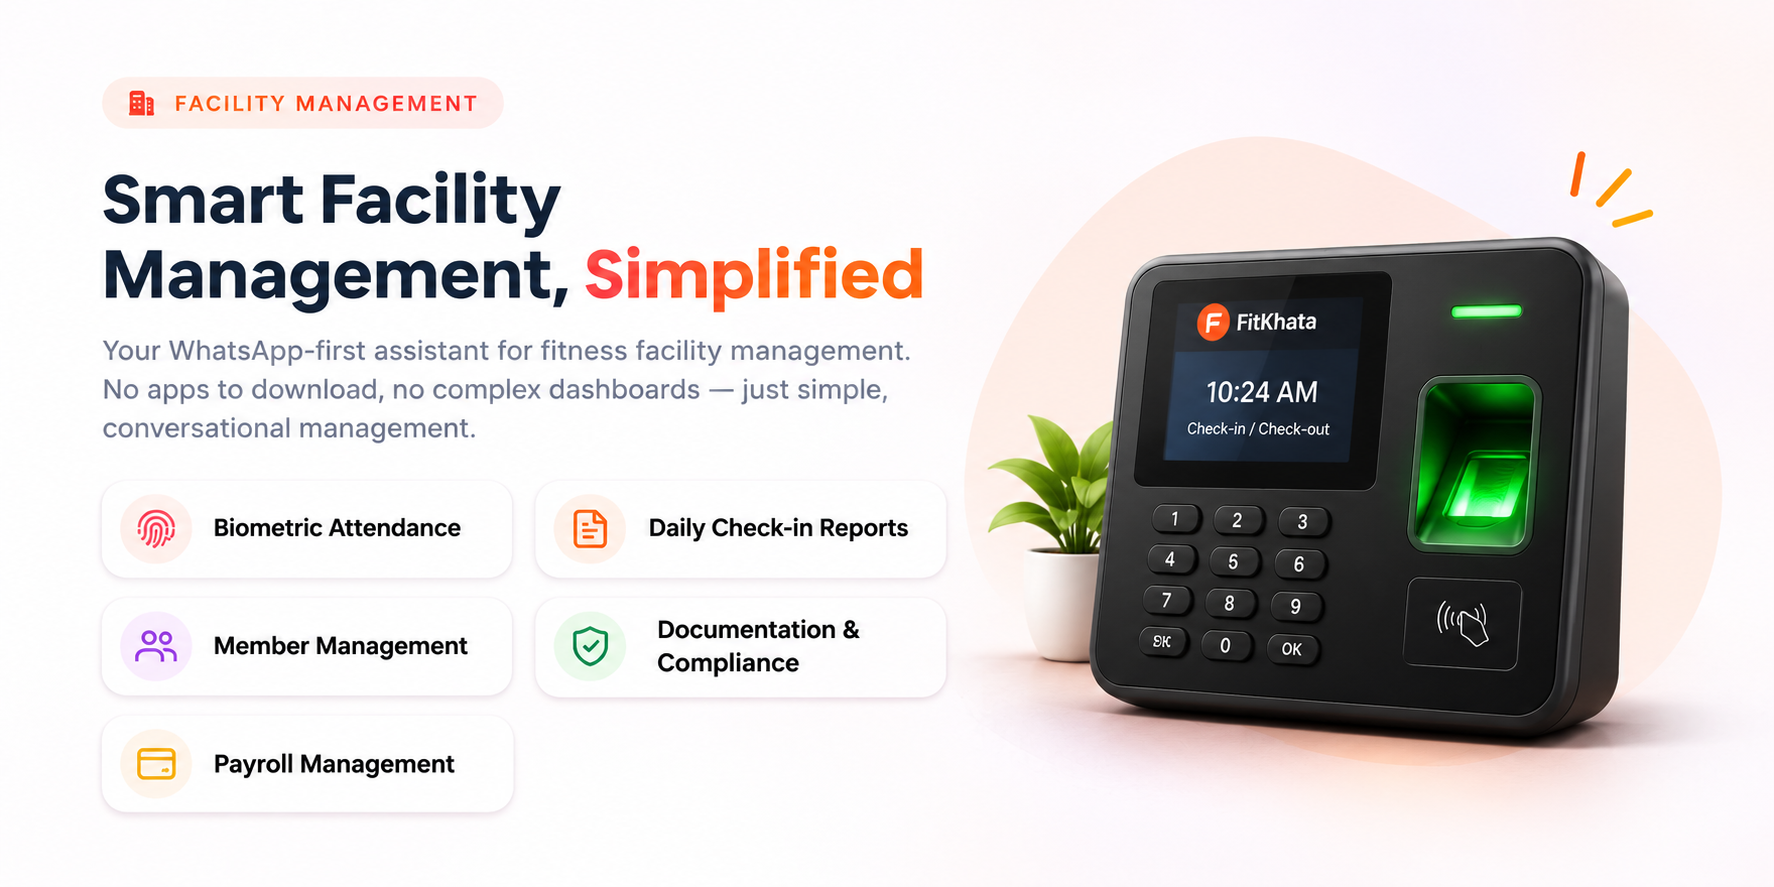 FACILITY MANAGEMENT
Smart Facility
Management, Simplified
Your WhatsApp-first assistant for fitness facility management.
No apps to download, no complex dashboards — just simple,
conversational management.
Biometric Attendance
Daily Check-in Reports
Member Management
Documentation &
Compliance
Payroll Management
F FitKhata
10:24 AM
Check-in / Check-out
1 2 3
4 5 6
7 8 9
0 OK